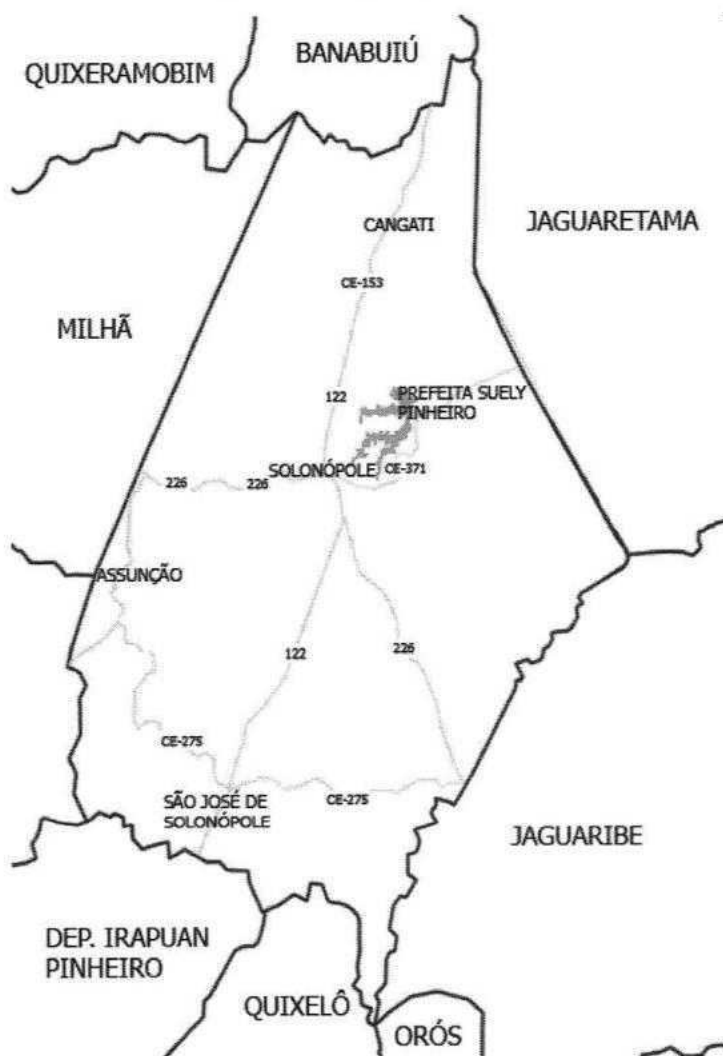 BANABUIÚ
QUIXERAMOBIM
CANGATI
JAGUARETAMA
CE-153
MILHÃ
PREFEITA SUELY
PINHEIRO
122
SOLONÓPOLE
CE-371
226
226
ASSUNÇÃO
122
226
CE-275
CE-275
SÃO JOSÉ DE
SOLONÓPOLE
JAGUARIBE
DEP. IRAPUAN
PINHEIRO
QUIXELÔ
ORÓS